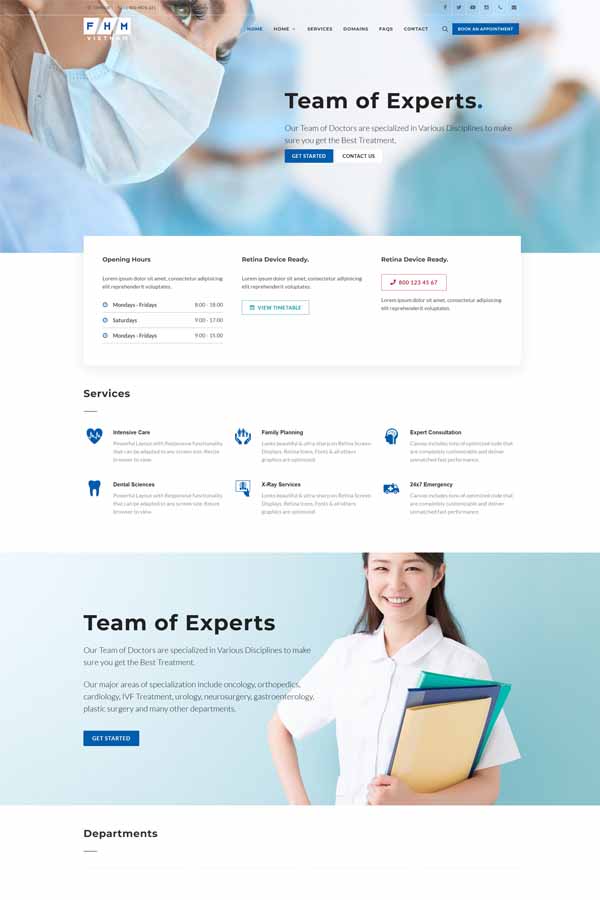 FHM
VIETNAM
HOME HOME SERVICES DOMAINS FAQS CONTACT BOOK AN APPOINTMENT
Team of Experts.
Our Team of Doctors are specialized in Various Disciplines to make
sure you get the Best Treatment.
GET STARTED CONTACT US
Opening Hours
Lorem ipsum dolor sit amet, consectetur adipisicing
elit reprehenderit voluptates.
Mondays - Fridays 8:00 - 18:00
Saturdays 9:00 - 17:00
Mondays - Fridays 9:00 - 15:00
Retina Device Ready.
Lorem ipsum dolor sit amet, consectetur adipisicing
elit reprehenderit voluptates.
VIEW TIMETABLE
Retina Device Ready.
800 123 45 67
Lorem ipsum dolor sit amet, consectetur adipisicing
elit reprehenderit voluptates
Services
Intensive Care
Powerful Layout with Responsive functionality
that can be adapted to any screen size. Resize
browser to view.
Family Planning
Looks beautiful & ultra-sharp on Retina Screen
Displays. Retina Icons, Fonts & all others
graphics are optimized.
Expert Consultation
Canvas includes tons of optimized code that
are completely customizable and deliver
unmatched fast performance.
Dental Sciences
Powerful Layout with Responsive functionality
that can be adapted to any screen size. Resize
browser to view.
X-Ray Services
Looks beautiful & ultra-sharp on Retina Screen
Displays. Retina Icons, Fonts & all others
graphics are optimized.
24x7 Emergency
Canvas includes tons of optimized code that
are completely customizable and deliver
unmatched fast performance.
Team of Experts
Our Team of Doctors are specialized in Various Disciplines to make
sure you get the Best Treatment.
Our major areas of specialization include oncology, orthopedics,
cardiology, IVF Treatment, urology, neurosurgery, gastroenterology,
plastic surgery and many other departments.
GET STARTED
Departments